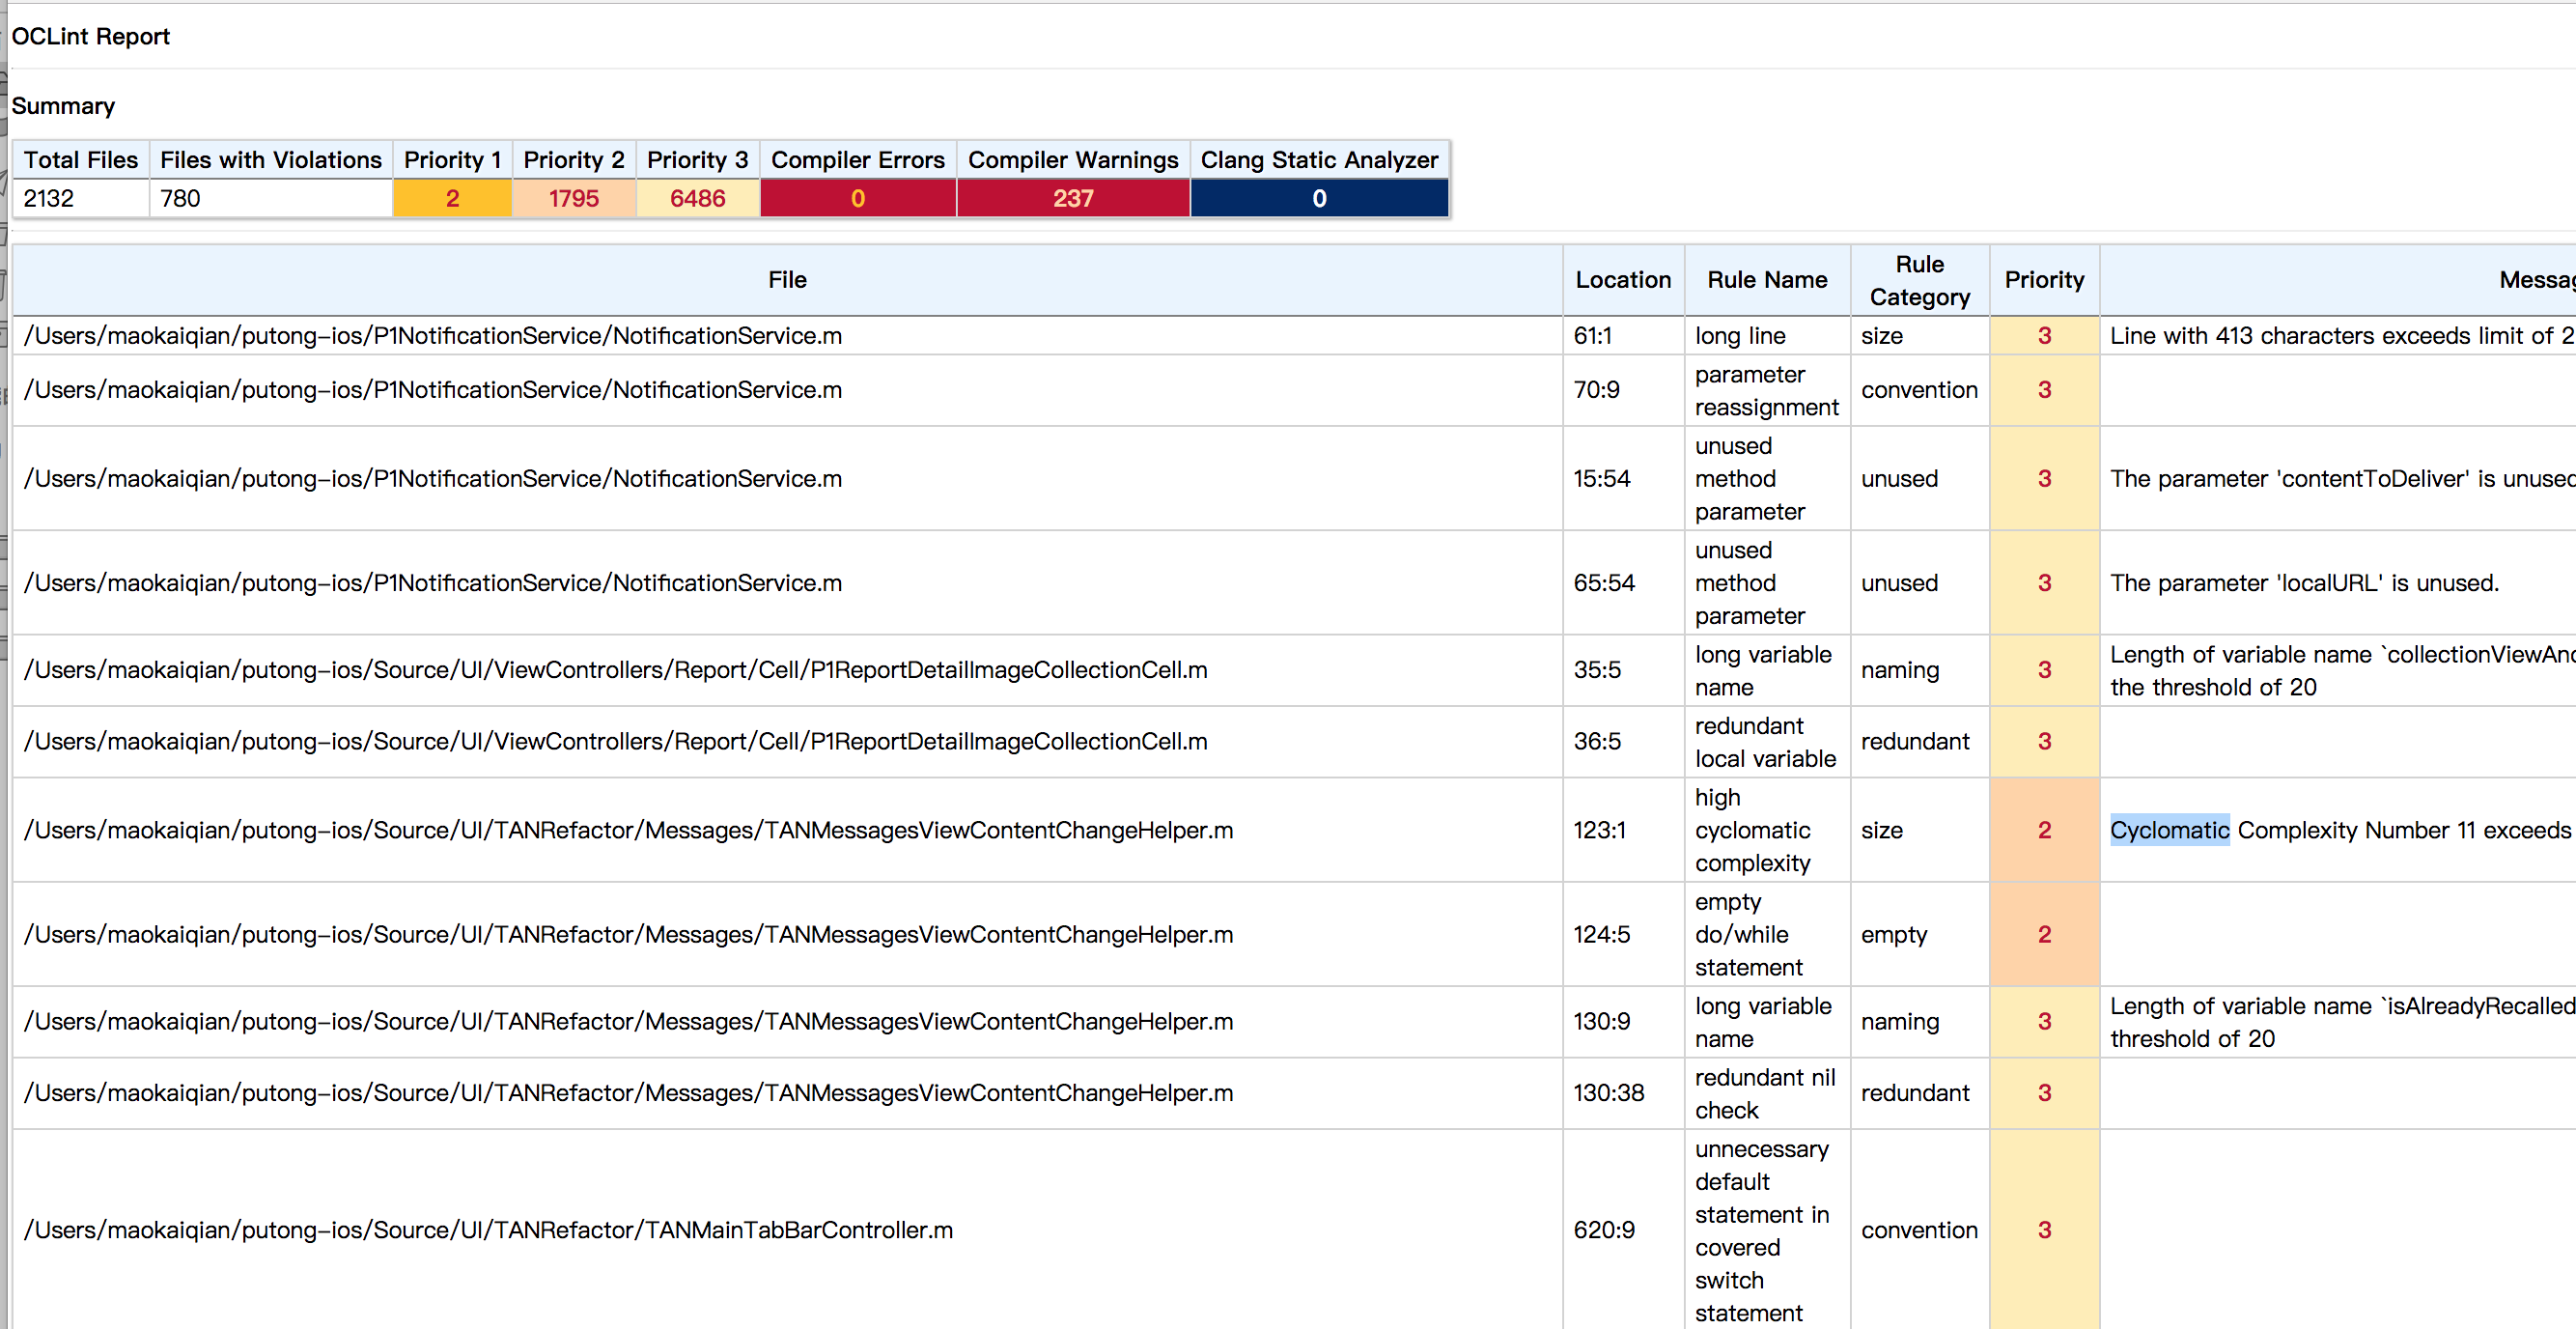 OCLint Report
Summary
Total Files Files with Violations Priority 1 Priority 2 Priority 3 Compiler Errors Compiler Warnings Clang Static Analyzer
2132 780 2 1795 6486 0 237 0
File Location Rule Name Rule Category Priority
/Users/maokaiqian/putong-ios/P1NotificationService/NotificationService.m 61:1 long line size 3 Line with 413 characters exceeds limit of
/Users/maokaiqian/putong-ios/P1NotificationService/NotificationService.m 70:9 parameter reassignment convention 3
/Users/maokaiqian/putong-ios/P1NotificationService/NotificationService.m 15:54 unused method parameter unused 3 The parameter 'contentToDeliver' is unused
/Users/maokaiqian/putong-ios/P1NotificationService/NotificationService.m 65:54 unused method parameter unused 3 The parameter 'localURL' is unused.
/Users/maokaiqian/putong-ios/Source/UI/ViewControllers/Report/Cell/P1ReportDetailImageCollectionCell.m 35:5 long variable name naming 3 Length of variable name `collectionViewAnd the threshold of 20
/Users/maokaiqian/putong-ios/Source/UI/ViewControllers/Report/Cell/P1ReportDetailImageCollectionCell.m 36:5 redundant local variable redundant 3
/Users/maokaiqian/putong-ios/Source/UI/TANRefactor/Messages/TANMessagesViewContentChangeHelper.m 123:1 high cyclomatic complexity size 2 Cyclomatic Complexity Number 11 exceeds
/Users/maokaiqian/putong-ios/Source/UI/TANRefactor/Messages/TANMessagesViewContentChangeHelper.m 124:5 empty do/while statement empty 2
/Users/maokaiqian/putong-ios/Source/UI/TANRefactor/Messages/TANMessagesViewContentChangeHelper.m 130:9 long variable name naming 3 Length of variable name `isAlreadyRecalled threshold of 20
/Users/maokaiqian/putong-ios/Source/UI/TANRefactor/Messages/TANMessagesViewContentChangeHelper.m 130:38 redundant nil check redundant 3
/Users/maokaiqian/putong-ios/Source/UI/TANRefactor/TANMainTabBarController.m 620:9 unnecessary default statement in covered switch statement convention 3